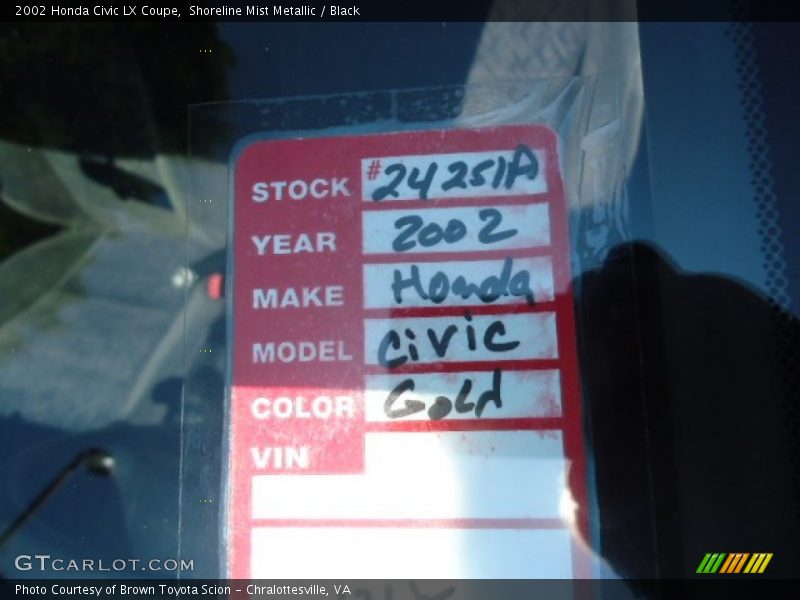 2002 Honda Civic LX Coupe, Shoreline Mist Metallic / Black
STOCK #24251A
YEAR 2002
MAKE Honda
MODEL Civic
COLOR Gold
VIN
GTCARLOT.COM
Photo Courtesy of Brown Toyota Scion - Chralottesville, VA